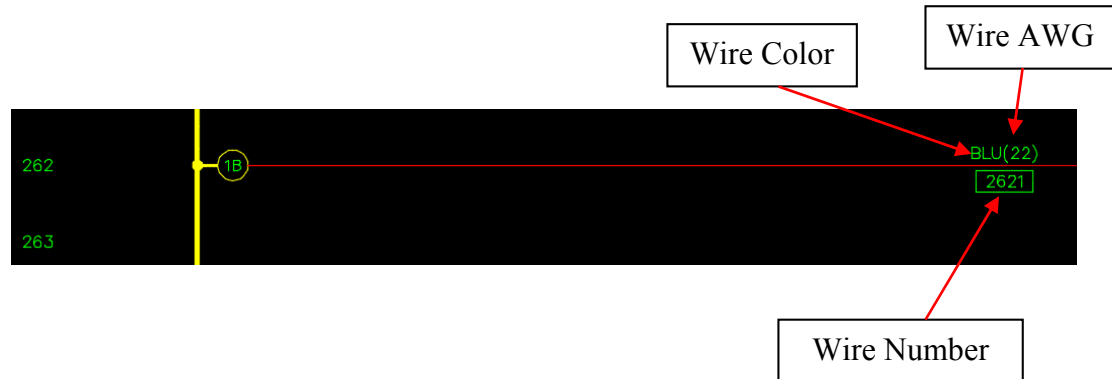 Wire Color
Wire AWG
262
1B
BLU(22)
2621
263
Wire Number